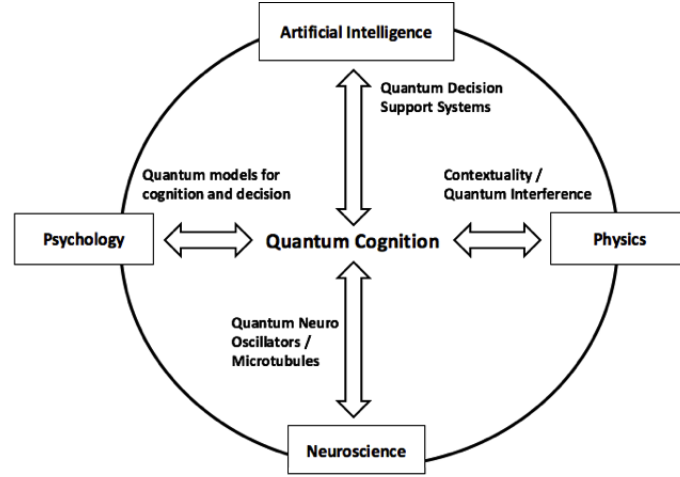 Artificial Intelligence
Quantum Decision
Support Systems
Quantum models for
cognition and decision
Contextuality /
Quantum Interference
Psychology
Quantum Cognition
Physics
Quantum Neuro
Oscillators /
Microtubules
Neuroscience